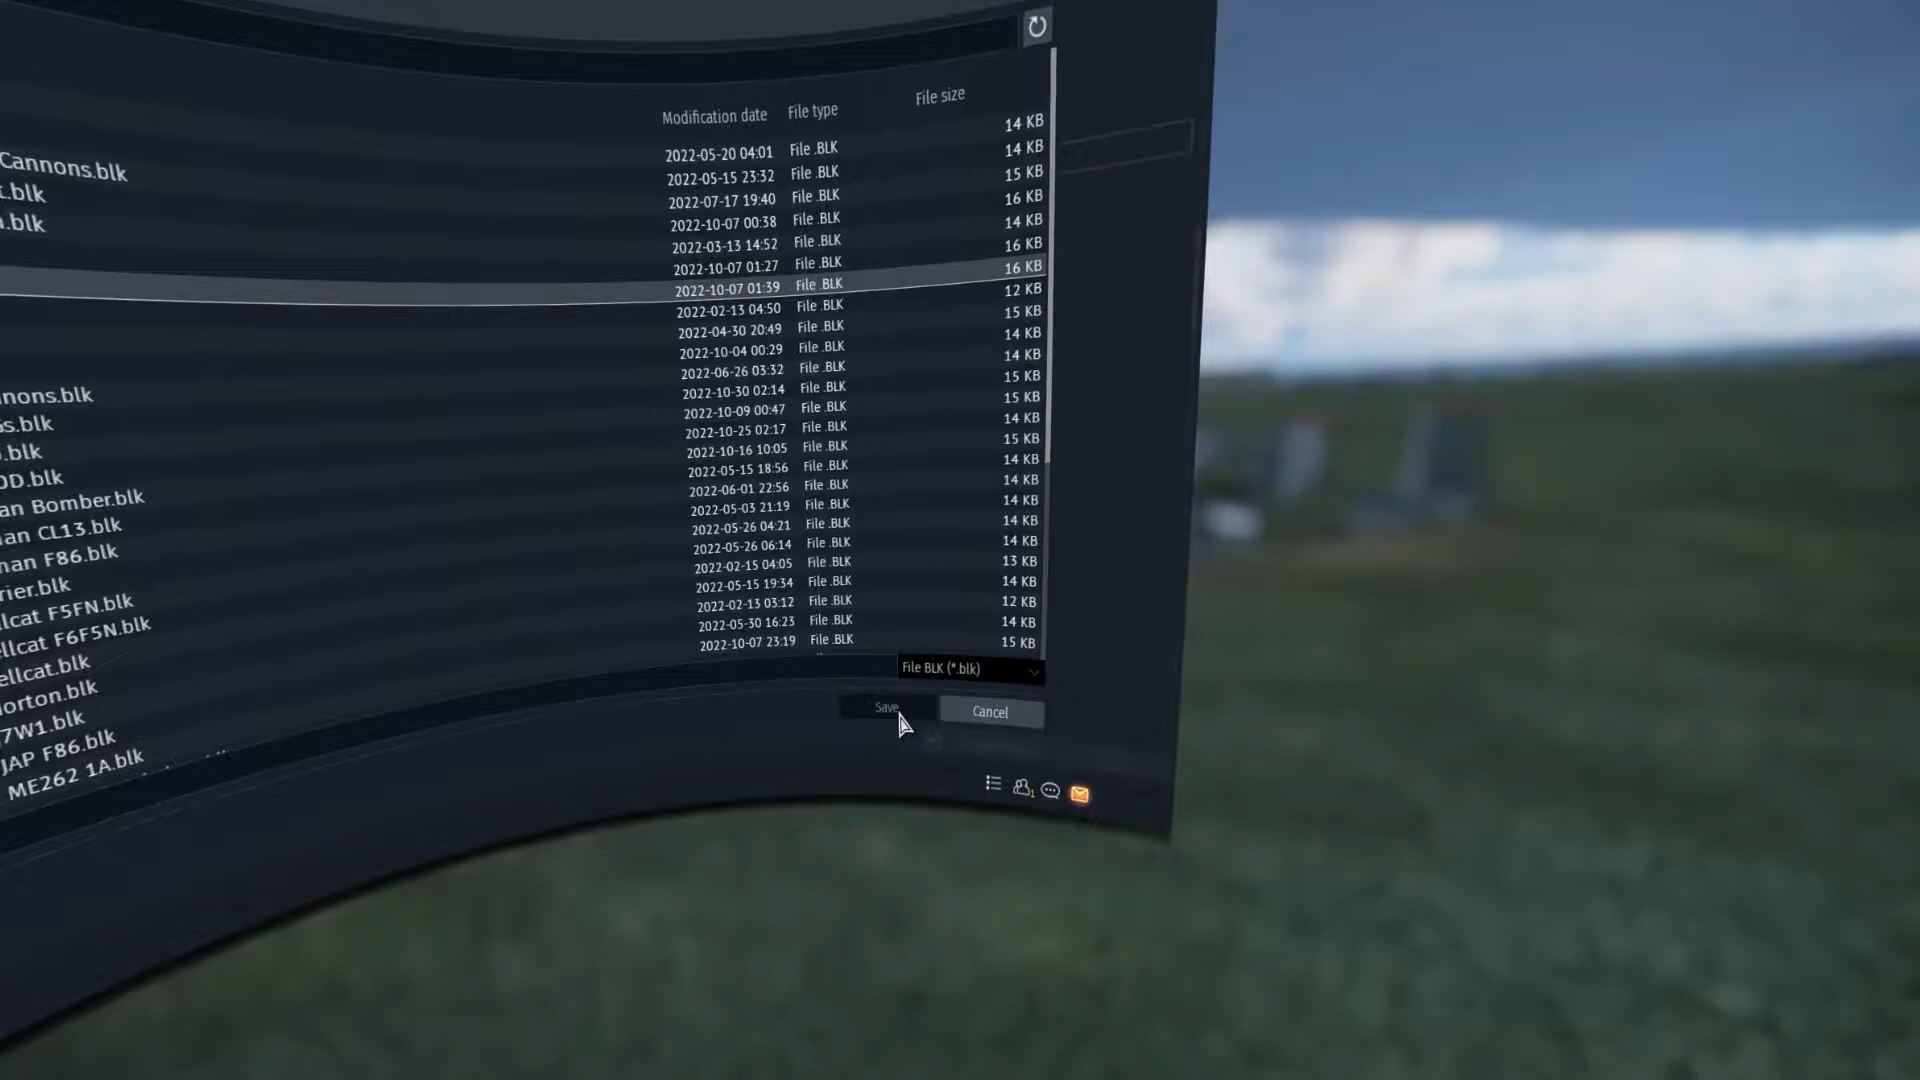 Modification date File type File size
14 KB
2022-05-20 04:01 File .BLK 14 KB
2022-05-15 23:32 File .BLK 15 KB
2022-07-17 19:40 File .BLK 16 KB
2022-10-07 00:38 File .BLK 14 KB
2022-03-13 14:52 File .BLK 16 KB
2022-10-07 01:27 File .BLK 16 KB
2022-10-07 01:39 File .BLK 12 KB
2022-02-13 04:50 File .BLK 15 KB
2022-04-30 20:49 File .BLK 14 KB
2022-10-04 00:29 File .BLK 14 KB
2022-06-26 03:32 File .BLK 15 KB
2022-10-30 02:14 File .BLK 15 KB
2022-10-09 00:47 File .BLK 14 KB
2022-10-25 02:17 File .BLK 15 KB
2022-10-16 10:05 File .BLK 14 KB
2022-05-15 18:56 File .BLK 14 KB
2022-06-01 22:56 File .BLK 14 KB
2022-05-03 21:19 File .BLK 14 KB
2022-05-26 04:21 File .BLK 14 KB
2022-05-26 06:14 File .BLK 13 KB
2022-02-15 04:05 File .BLK 14 KB
2022-05-15 19:34 File .BLK 12 KB
2022-02-13 03:12 File .BLK 14 KB
2022-05-30 16:23 File .BLK 15 KB
2022-10-07 23:19 File .BLK
Cannons.blk
t.blk
.blk
nnons.blk
s.blk
.blk
OD.blk
an Bomber.blk
an CL13.blk
nan F86.blk
rier.blk
llcat F5FN.blk
ellcat F6F5N.blk
ellcat.blk
orton.blk
7W1.blk
JAP F86.blk
ME262 1A.blk
File BLK (*.blk)
Save Cancel
1